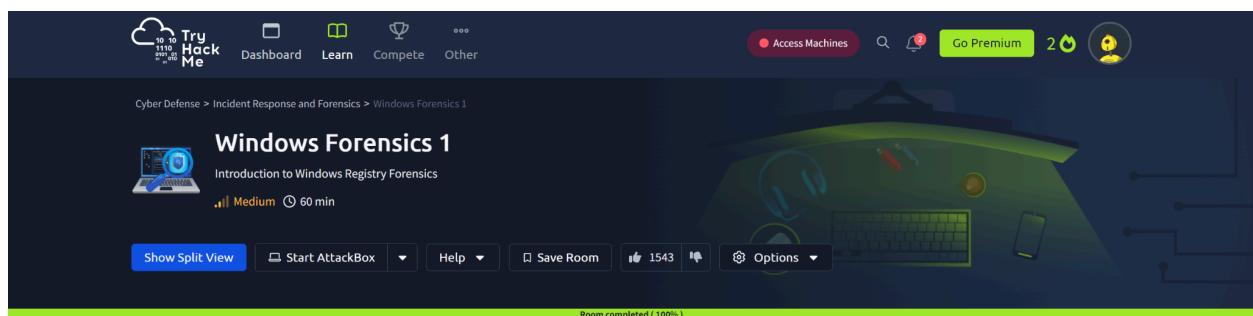 Try
Hack
Me
Dashboard
Learn
Compete
Other
Access Machines
2
Go Premium
2
Cyber Defense > Incident Response and Forensics > Windows Forensics 1
Windows Forensics 1
Introduction to Windows Registry Forensics
Medium 60 min
Show Split View
Start AttackBox
Help
Save Room
1543
Options
Room completed ( 100% )